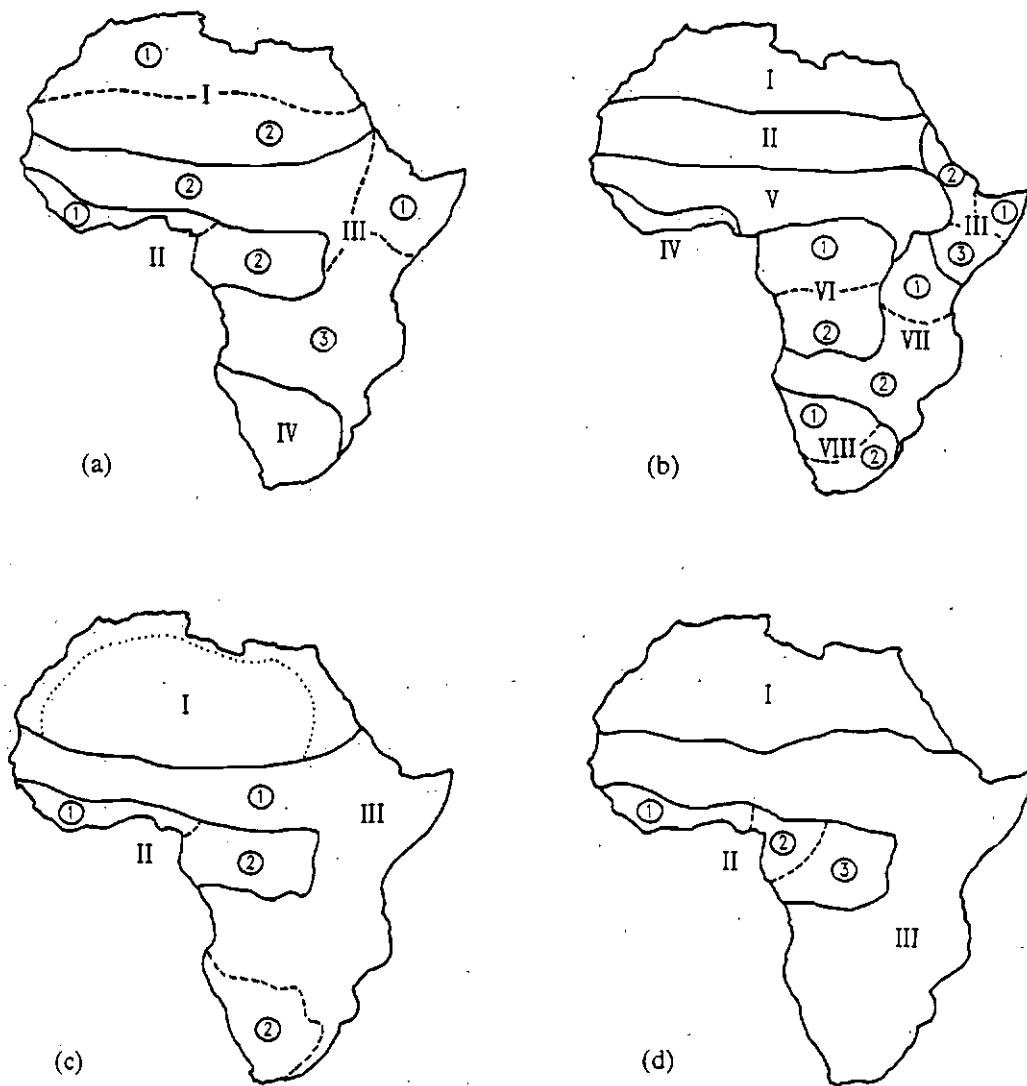 ① I ②
② ① ① III
II ② ③
IV
(a)
I
II ② ①
V III
IV ① ③
VI ①
② VII
②
① VIII ②
(b)
I
① ① III
II ②
②
(c)
I
① II ② ③
III
(d)